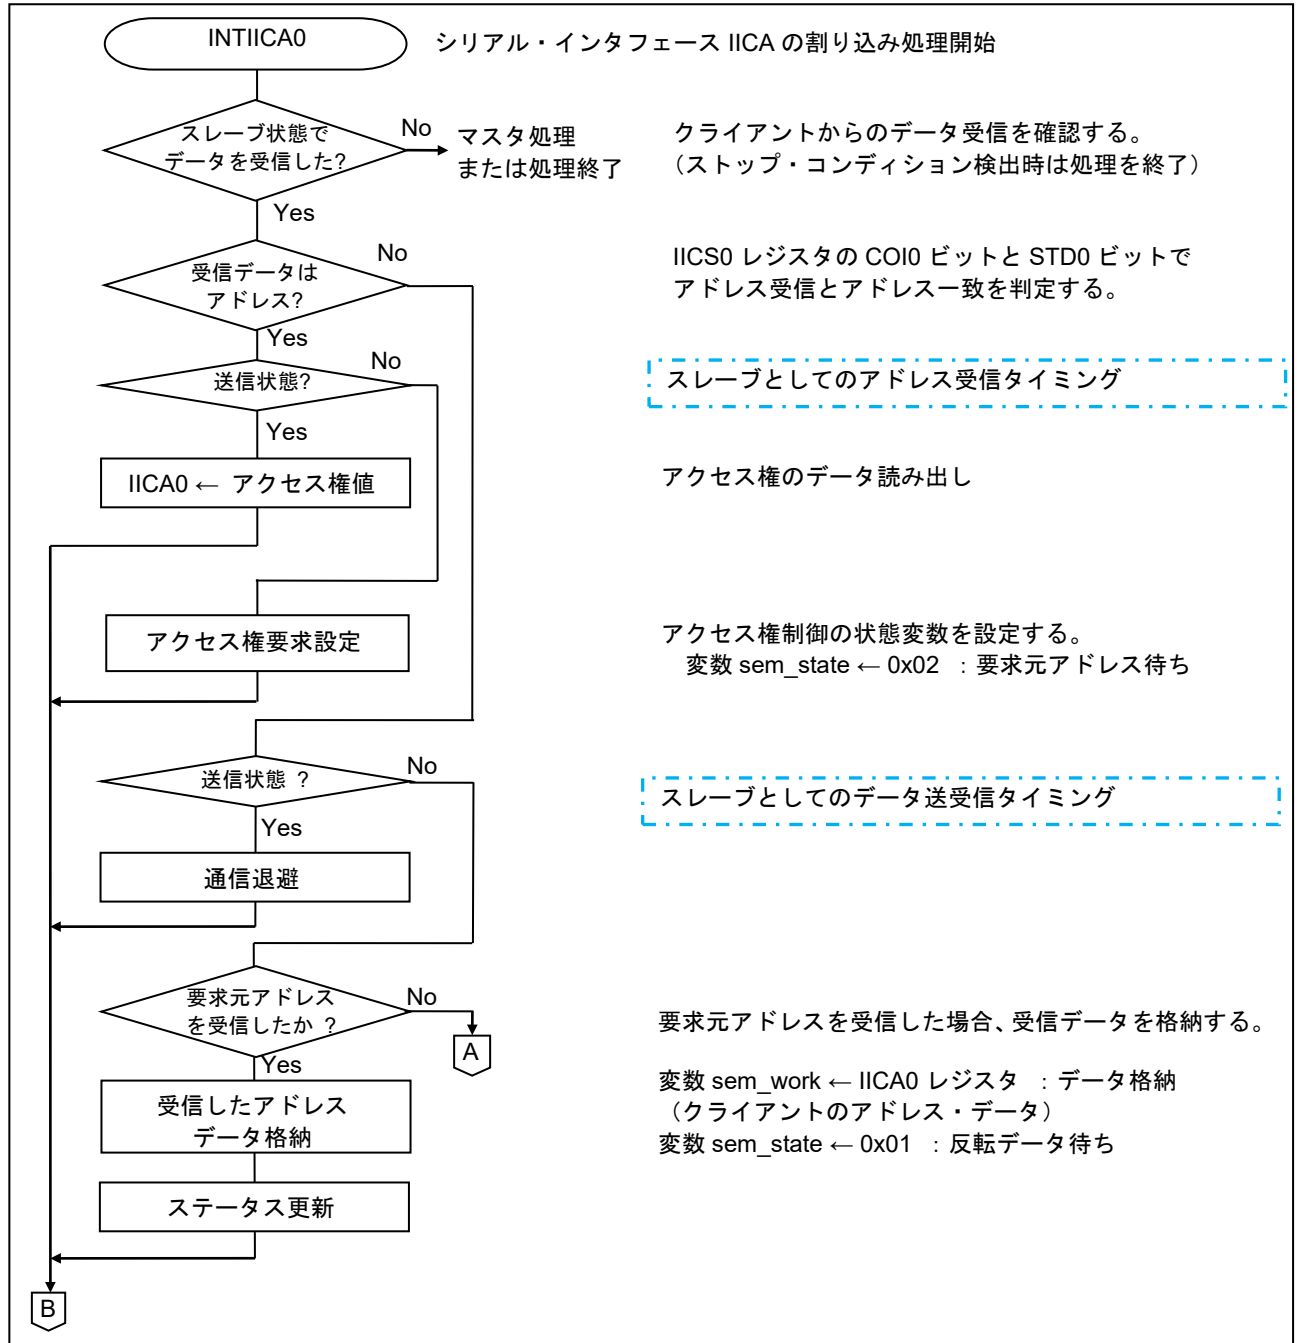 INTIICA0
シリアル・インタフェース IICA の割り込み処理開始
スレーブ状態で
データを受信した?
No
マスタ処理
または処理終了
クライアントからのデータ受信を確認する。
（ストップ・コンディション検出時は処理を終了）
Yes
受信データは
アドレス?
No
IICS0 レジスタの COI0 ビットと STD0 ビットで
アドレス受信とアドレス一致を判定する。
Yes
送信状態?
No
スレーブとしてのアドレス受信タイミング
Yes
IICA0 ← アクセス権値
アクセス権のデータ読み出し
アクセス権要求設定
アクセス権制御の状態変数を設定する。
変数 sem_state ← 0x02 ：要求元アドレス待ち
送信状態 ？
No
スレーブとしてのデータ送受信タイミング
Yes
通信退避
要求元アドレス
を受信したか ？
No
A
要求元アドレスを受信した場合、受信データを格納する。
Yes
受信したアドレス
データ格納
変数 sem_work ← IICA0 レジスタ ：データ格納
（クライアントのアドレス・データ）
変数 sem_state ← 0x01 ：反転データ待ち
ステータス更新
B